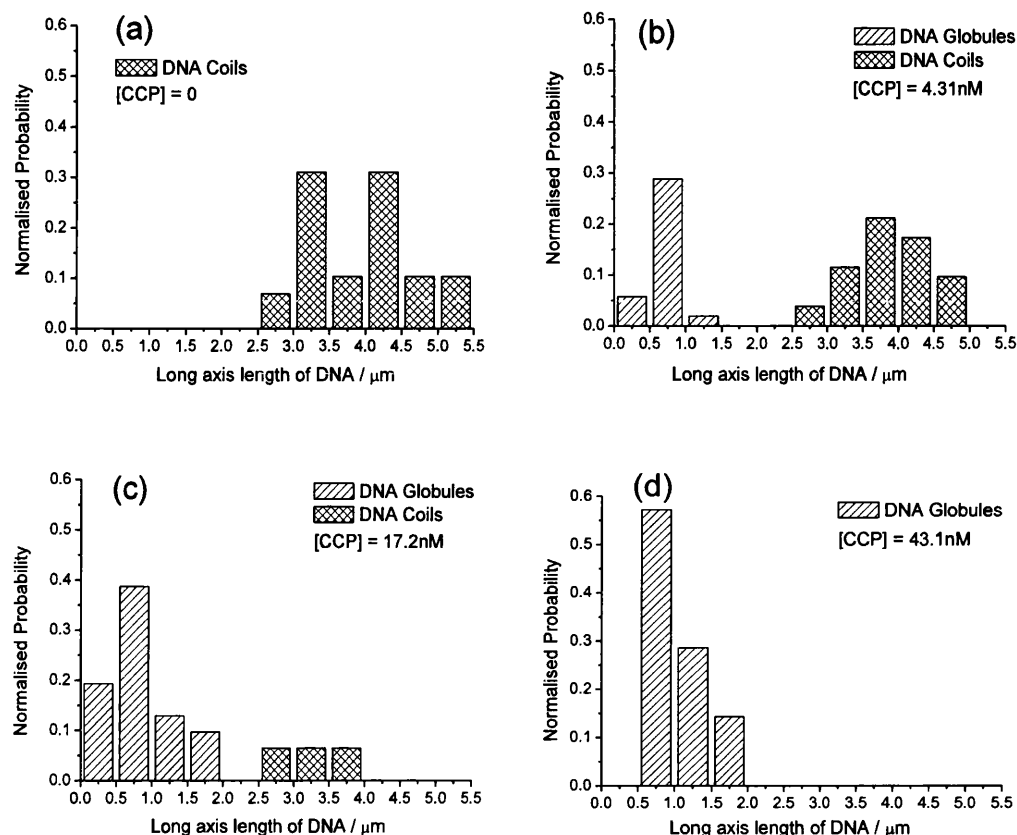 (a)
DNA Coils
[CCP] = 0
Normalised Probability
0.6
0.5
0.4
0.3
0.2
0.1
0.0
0.0 0.5 1.0 1.5 2.0 2.5 3.0 3.5 4.0 4.5 5.0 5.5
Long axis length of DNA / μm
(b)
DNA Globules
DNA Coils
[CCP] = 4.31nM
Normalised Probability
0.6
0.5
0.4
0.3
0.2
0.1
0.0
0.0 0.5 1.0 1.5 2.0 2.5 3.0 3.5 4.0 4.5 5.0 5.5
Long axis length of DNA / μm
(c)
DNA Globules
DNA Coils
[CCP] = 17.2nM
Normalised Probability
0.6
0.5
0.4
0.3
0.2
0.1
0.0
0.0 0.5 1.0 1.5 2.0 2.5 3.0 3.5 4.0 4.5 5.0 5.5
Long axis length of DNA / μm
(d)
DNA Globules
[CCP] = 43.1nM
Normalised Probability
0.6
0.5
0.4
0.3
0.2
0.1
0.0
0.0 0.5 1.0 1.5 2.0 2.5 3.0 3.5 4.0 4.5 5.0 5.5
Long axis length of DNA / μm